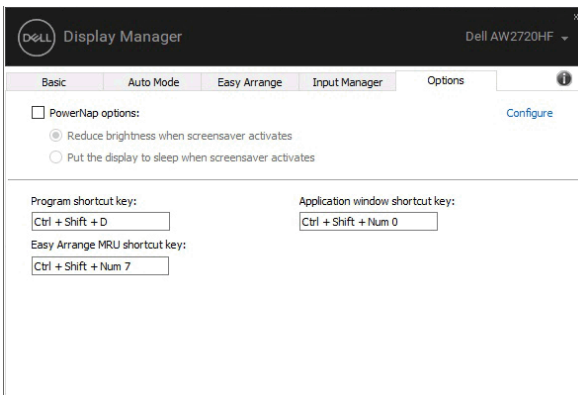 DELL Display Manager
Dell AW2720HF
Basic Auto Mode Easy Arrange Input Manager Options
PowerNap options:
Configure
Reduce brightness when screensaver activates
Put the display to sleep when screensaver activates
Program shortcut key:
Application window shortcut key:
Ctrl + Shift + D
Ctrl + Shift + Num 0
Easy Arrange MRU shortcut key:
Ctrl + Shift + Num 7